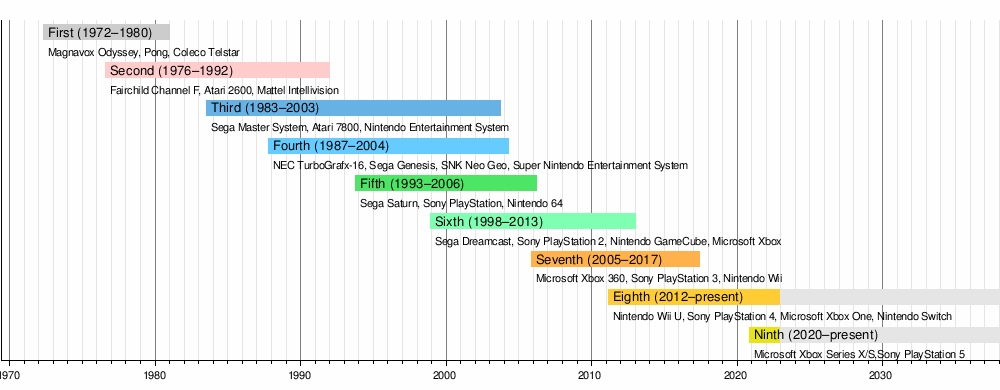 First (1972–1980)
Magnavox Odyssey, Pong, Coleco Telstar
Second (1976–1992)
Fairchild Channel F, Atari 2600, Mattel Intellivision
Third (1983–2003)
Sega Master System, Atari 7800, Nintendo Entertainment System
Fourth (1987–2004)
NEC TurboGrafx-16, Sega Genesis, SNK Neo Geo, Super Nintendo Entertainment System
Fifth (1993–2006)
Sega Saturn, Sony PlayStation, Nintendo 64
Sixth (1998–2013)
Sega Dreamcast, Sony PlayStation 2, Nintendo GameCube, Microsoft Xbox
Seventh (2005–2017)
Microsoft Xbox 360, Sony PlayStation 3, Nintendo Wii
Eighth (2012–present)
Nintendo Wii U, Sony PlayStation 4, Microsoft Xbox One, Nintendo Switch
Ninth (2020–present)
Microsoft Xbox Series X/S,Sony PlayStation 5
970 1980 1990 2000 2010 2020 2030